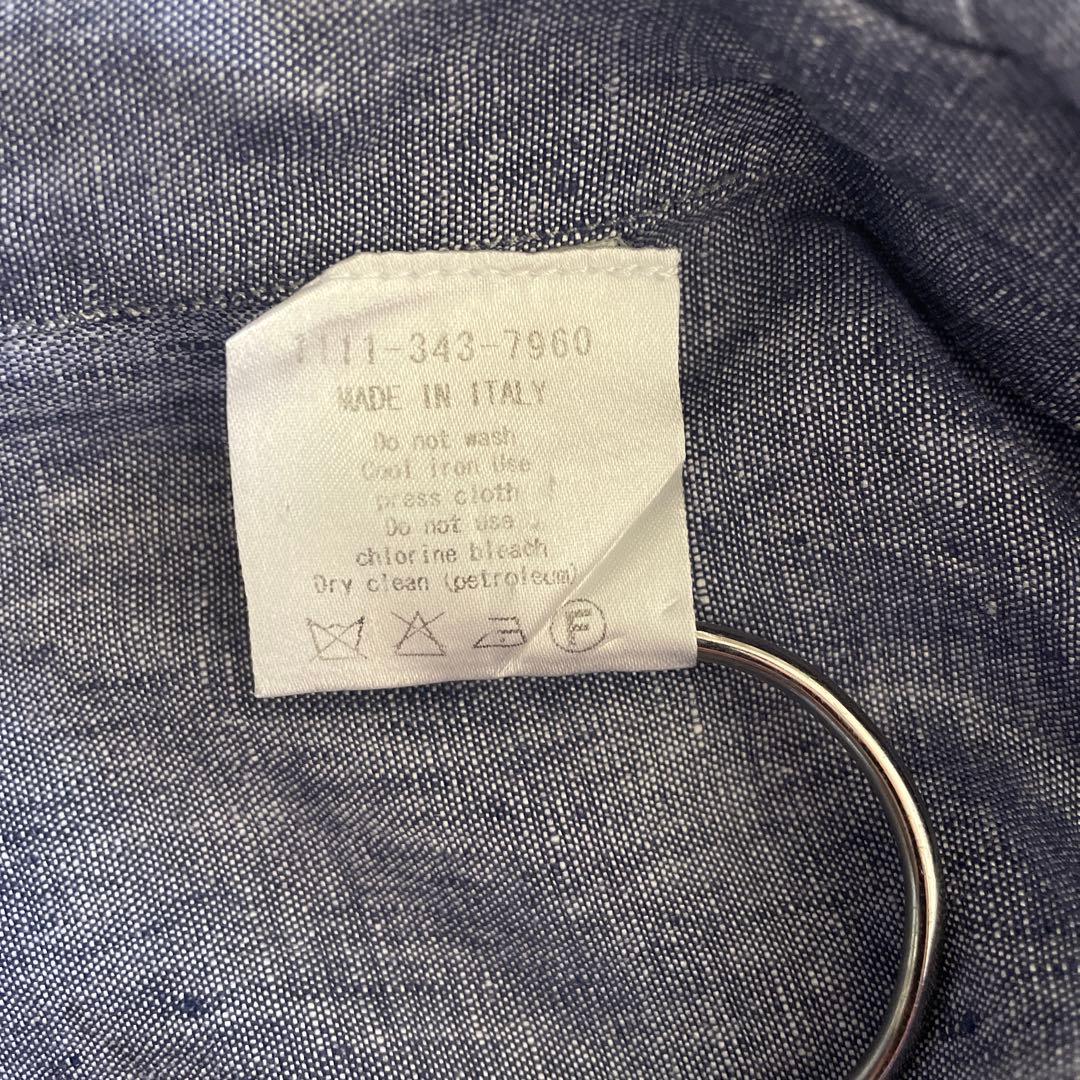 1111-343-7960
MADE IN ITALY
Do not wash
Cool iron Use
press cloth
Do not use
chlorine bleach
Dry clean (petroleum)
F